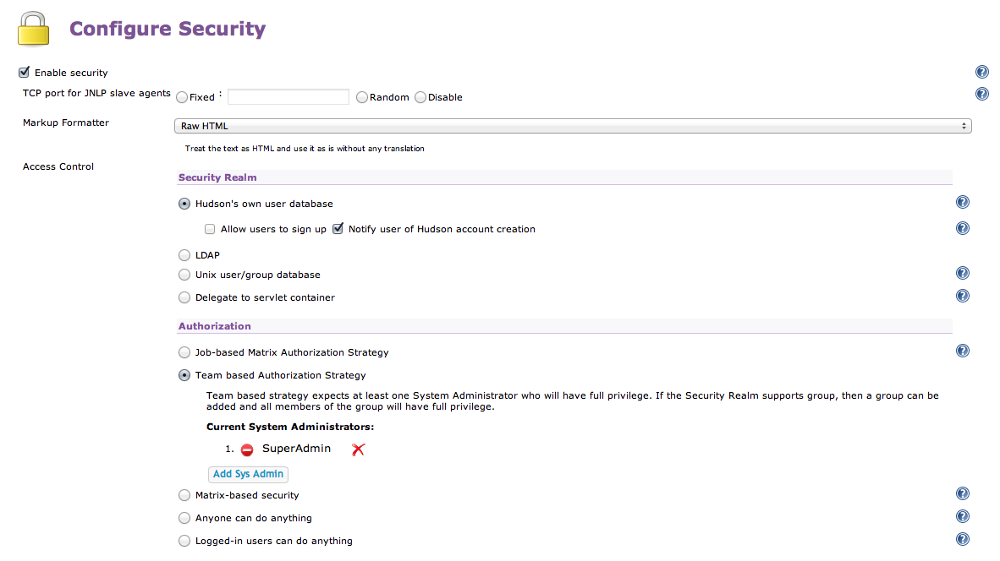 Configure Security
Enable security
TCP port for JNLP slave agents Fixed : Random Disable
Markup Formatter Raw HTML
Treat the text as HTML and use it as is without any translation
Access Control
Security Realm
Hudson's own user database
Allow users to sign up Notify user of Hudson account creation
LDAP
Unix user/group database
Delegate to servlet container
Authorization
Job-based Matrix Authorization Strategy
Team based Authorization Strategy
Team based strategy expects at least one System Administrator who will have full privilege. If the Security Realm supports group, then a group can be
added and all members of the group will have full privilege.
Current System Administrators:
1. SuperAdmin
Add Sys Admin
Matrix-based security
Anyone can do anything
Logged-in users can do anything